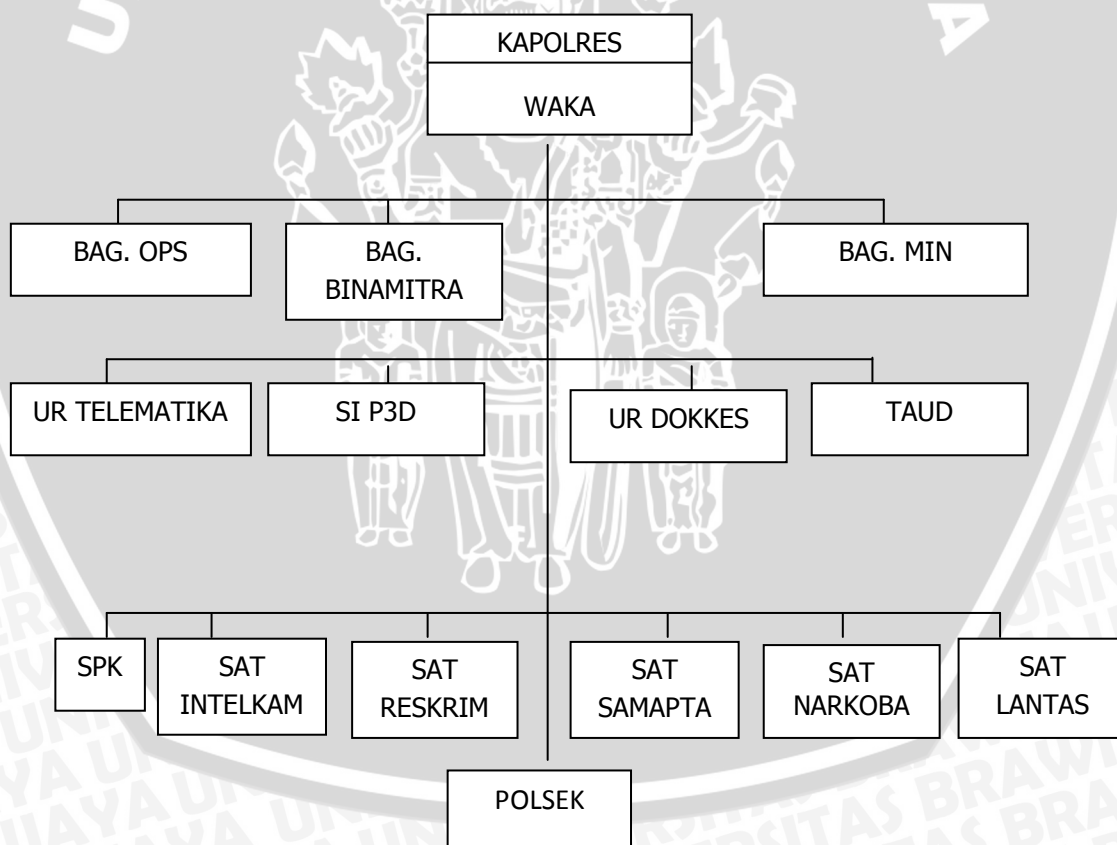 KAPOLRES
WAKA
BAG. OPS
BAG.
BINAMITRA
BAG. MIN
UR TELEMATIKA
SI P3D
UR DOKKES
TAUD
SPK
SAT
INTELKAM
SAT
RESKRIM
SAT
SAMAPTA
SAT
NARKOBA
SAT
LANTAS
POLSEK